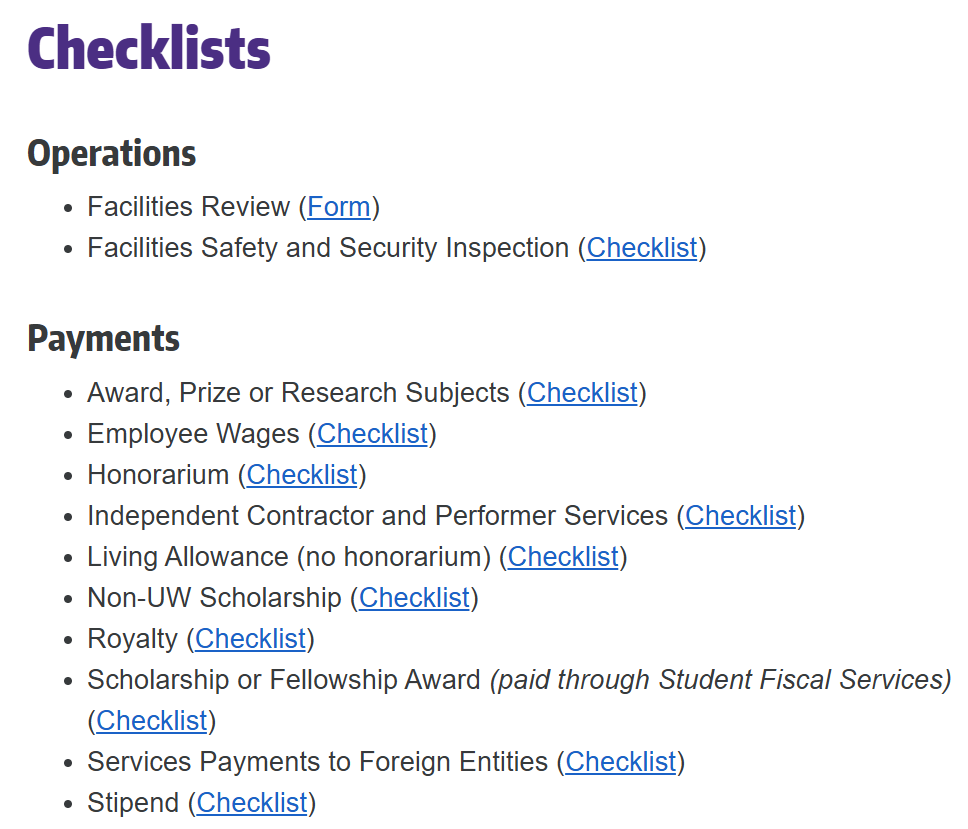 Checklists
Operations
• Facilities Review (Form)
• Facilities Safety and Security Inspection (Checklist)
Payments
• Award, Prize or Research Subjects (Checklist)
• Employee Wages (Checklist)
• Honorarium (Checklist)
• Independent Contractor and Performer Services (Checklist)
• Living Allowance (no honorarium) (Checklist)
• Non-UW Scholarship (Checklist)
• Royalty (Checklist)
• Scholarship or Fellowship Award (paid through Student Fiscal Services)
(Checklist)
• Services Payments to Foreign Entities (Checklist)
• Stipend (Checklist)